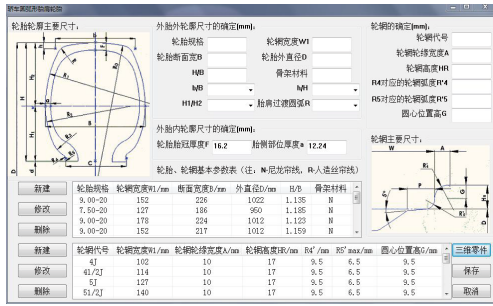 轿车高弧形胎面轮胎
轮胎轮廓主要尺寸:
外胎外轮廓尺寸的确定(mm):
轮胎规格
轮辋宽度W1
轮胎断面宽B
轮胎外直径D
H/B
骨架材料
b/B
h/H
H1/H2
胎肩过渡圆弧R
外胎内轮廓尺寸的确定(mm):
轮胎胎冠厚度F 16.2 胎侧部位厚度a 12.24
轮辋的确定(mm):
轮辋代号
轮辋轮缘宽度A
轮辋高度HR
R4对应的轮辋弧度R'4
R5对应的轮辋弧度R'5
圆心位置高G
轮辋主要尺寸:
轮胎、轮辋基本参数表(注:N-尼龙帘线,R-人造丝帘线)
新建
修改
删除
轮胎规格 轮辋宽度W1/mm 断面宽度B/mm 外直径D/mm H/B 骨架材料
9.00-20 152 226 1022 1.135 N
7.50-20 127 186 950 1.185 N
9.00-20 178 224 1012 1.123 N
9.00-20 152 217 1012 1.159 N
新建
修改
删除
轮辋代号 轮辋宽度W1/mm 轮辋轮缘宽度A/mm 轮辋高度HR/mm R4'/mm R5'max/mm 圆心位置高G/mm
4J 102 10 17 9.5 6.5 9.5
41/2J 114 10 17 9.5 6.5 9.5
5J 127 10 17 9.5 6.5 9.5
51/2J 140 10 17 9.5 6.5 9.5
三维零件
保存
取消